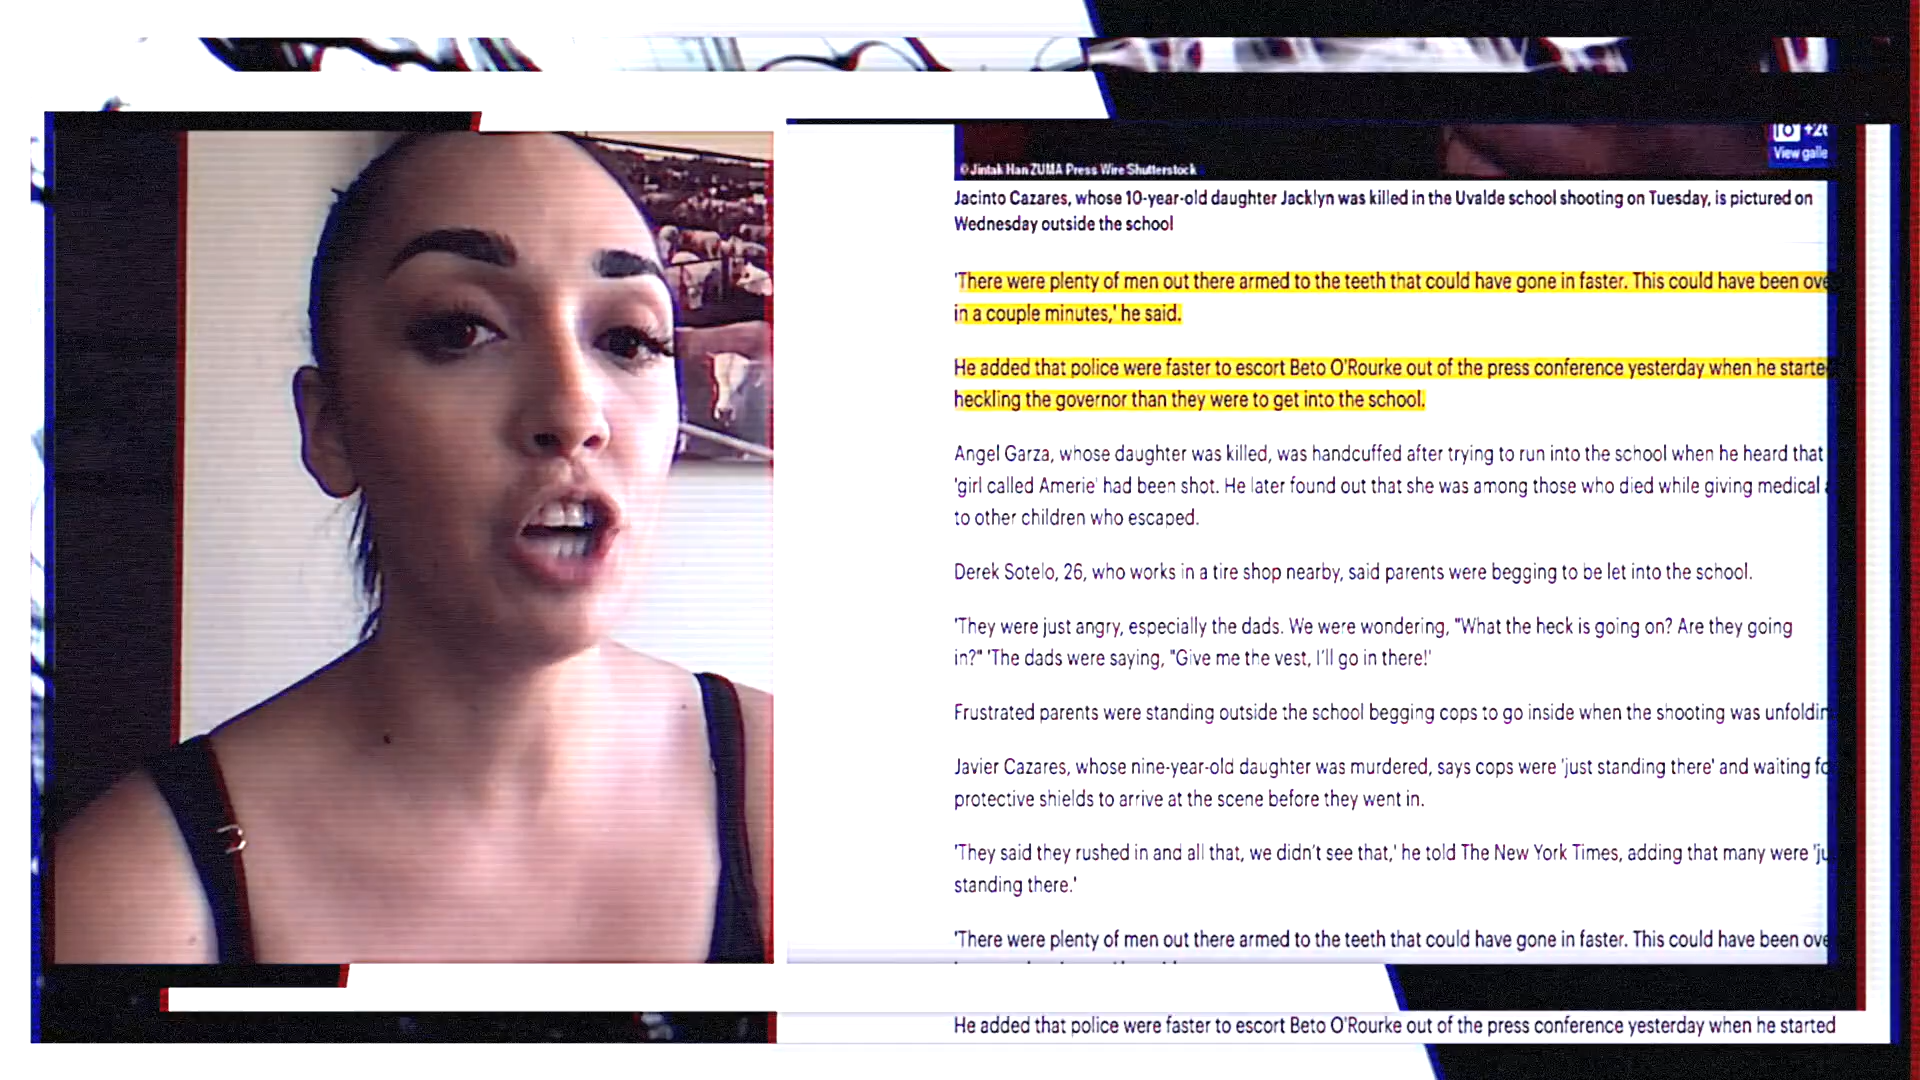 +2
View galle
© Jintak Han ZUMA Press Wire Shutterstock
Jacinto Cazares, whose 10-year-old daughter Jacklyn was killed in the Uvalde school shooting on Tuesday, is pictured on
Wednesday outside the school
'There were plenty of men out there armed to the teeth that could have gone in faster. This could have been ove
in a couple minutes,' he said.
He added that police were faster to escort Beto O'Rourke out of the press conference yesterday when he starte
heckling the governor than they were to get into the school.
Angel Garza, whose daughter was killed, was handcuffed after trying to run into the school when he heard that
'girl called Amerie' had been shot. He later found out that she was among those who died while giving medical
to other children who escaped.
Derek Sotelo, 26, who works in a tire shop nearby, said parents were begging to be let into the school.
'They were just angry, especially the dads. We were wondering, "What the heck is going on? Are they going
in?" 'The dads were saying, "Give me the vest, I'll go in there!'
Frustrated parents were standing outside the school begging cops to go inside when the shooting was unfoldin
Javier Cazares, whose nine-year-old daughter was murdered, says cops were 'just standing there' and waiting fo
protective shields to arrive at the scene before they went in.
'They said they rushed in and all that, we didn't see that,' he told The New York Times, adding that many were 'ju
standing there.'
'There were plenty of men out there armed to the teeth that could have gone in faster. This could have been ove
He added that police were faster to escort Beto O'Rourke out of the press conference yesterday when he started